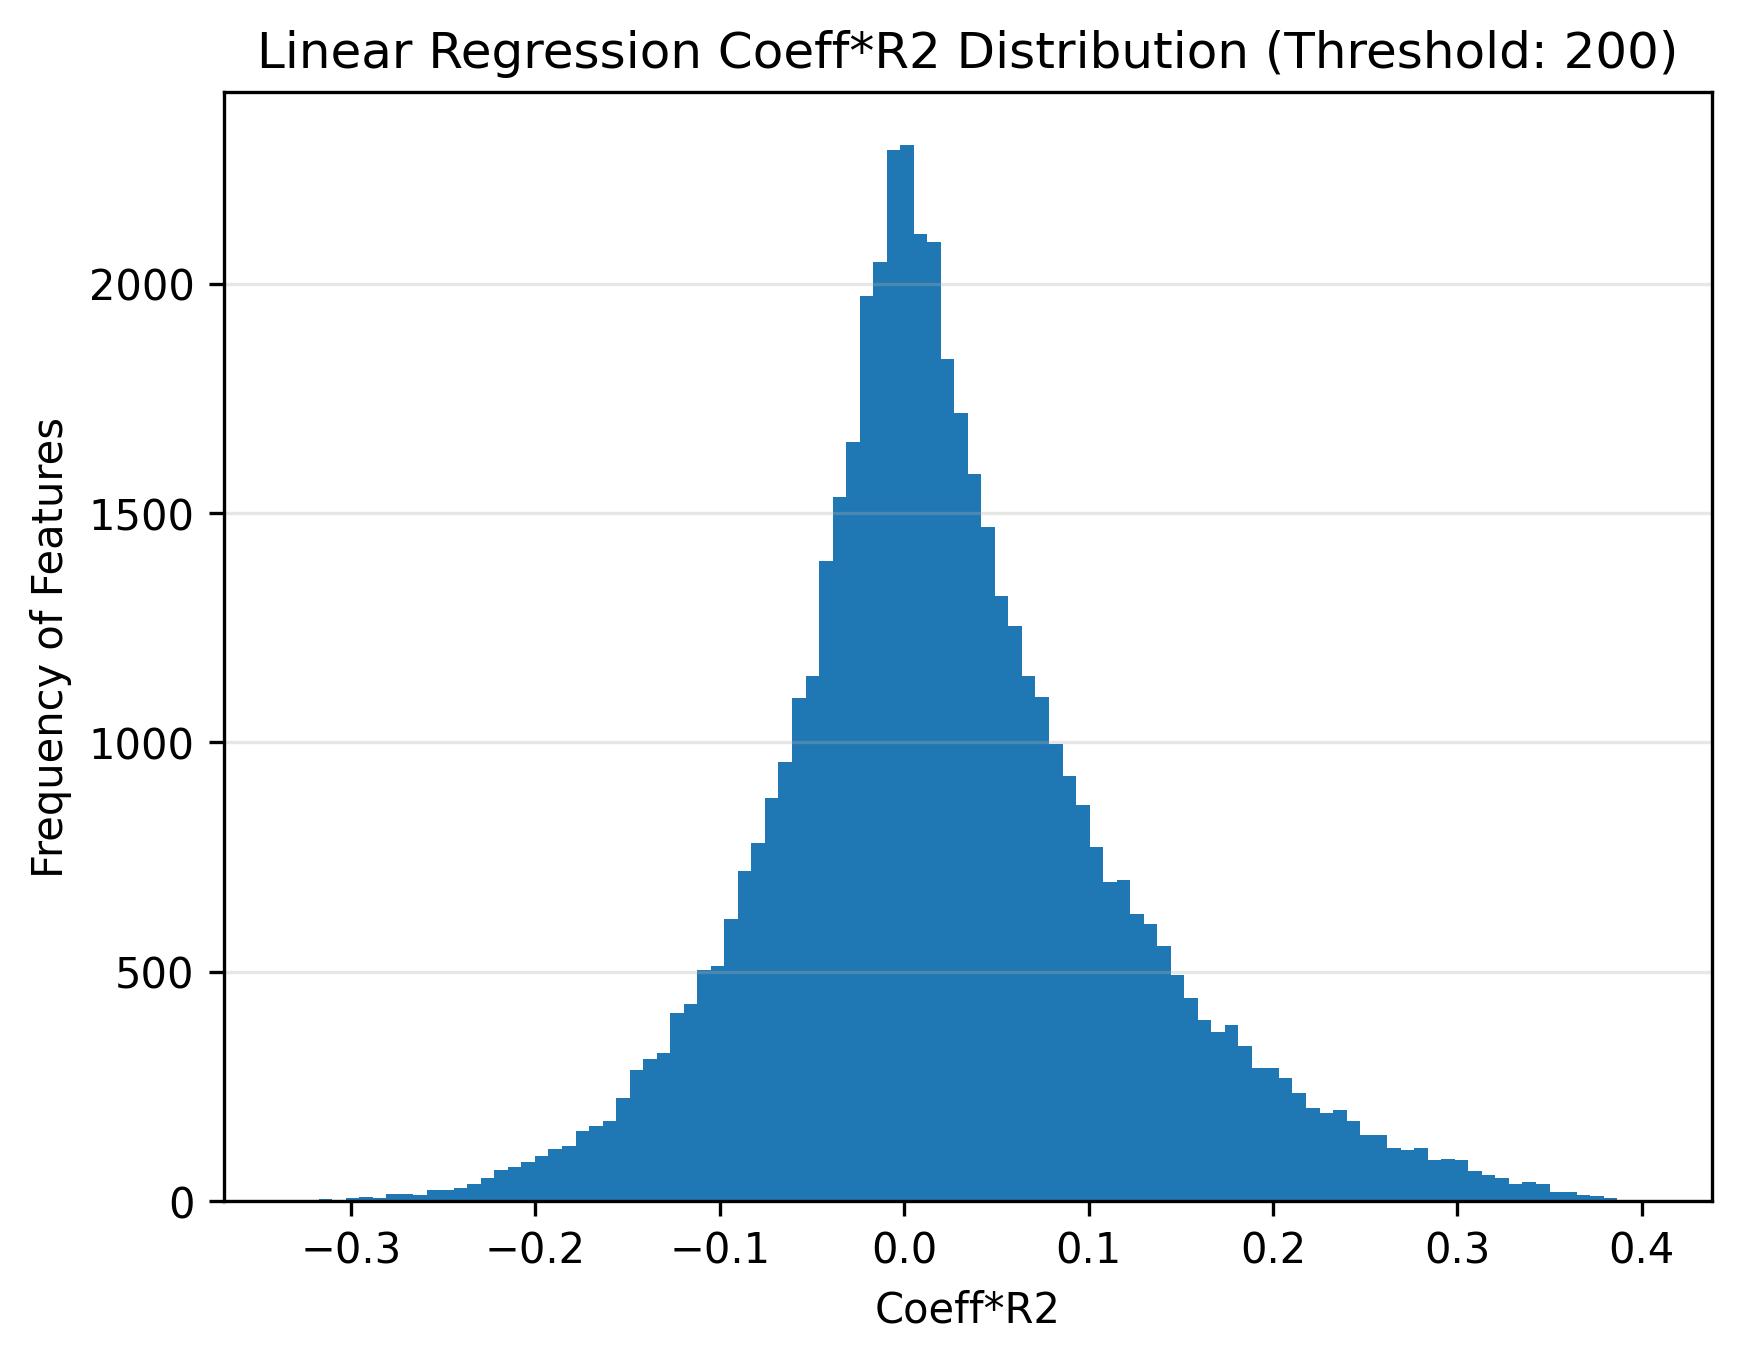 Linear Regression Coeff*R2 Distribution (Threshold: 200)
Frequency of Features
2000
1500
1000
500
0
−0.3 −0.2 −0.1 0.0 0.1 0.2 0.3 0.4
Coeff*R2